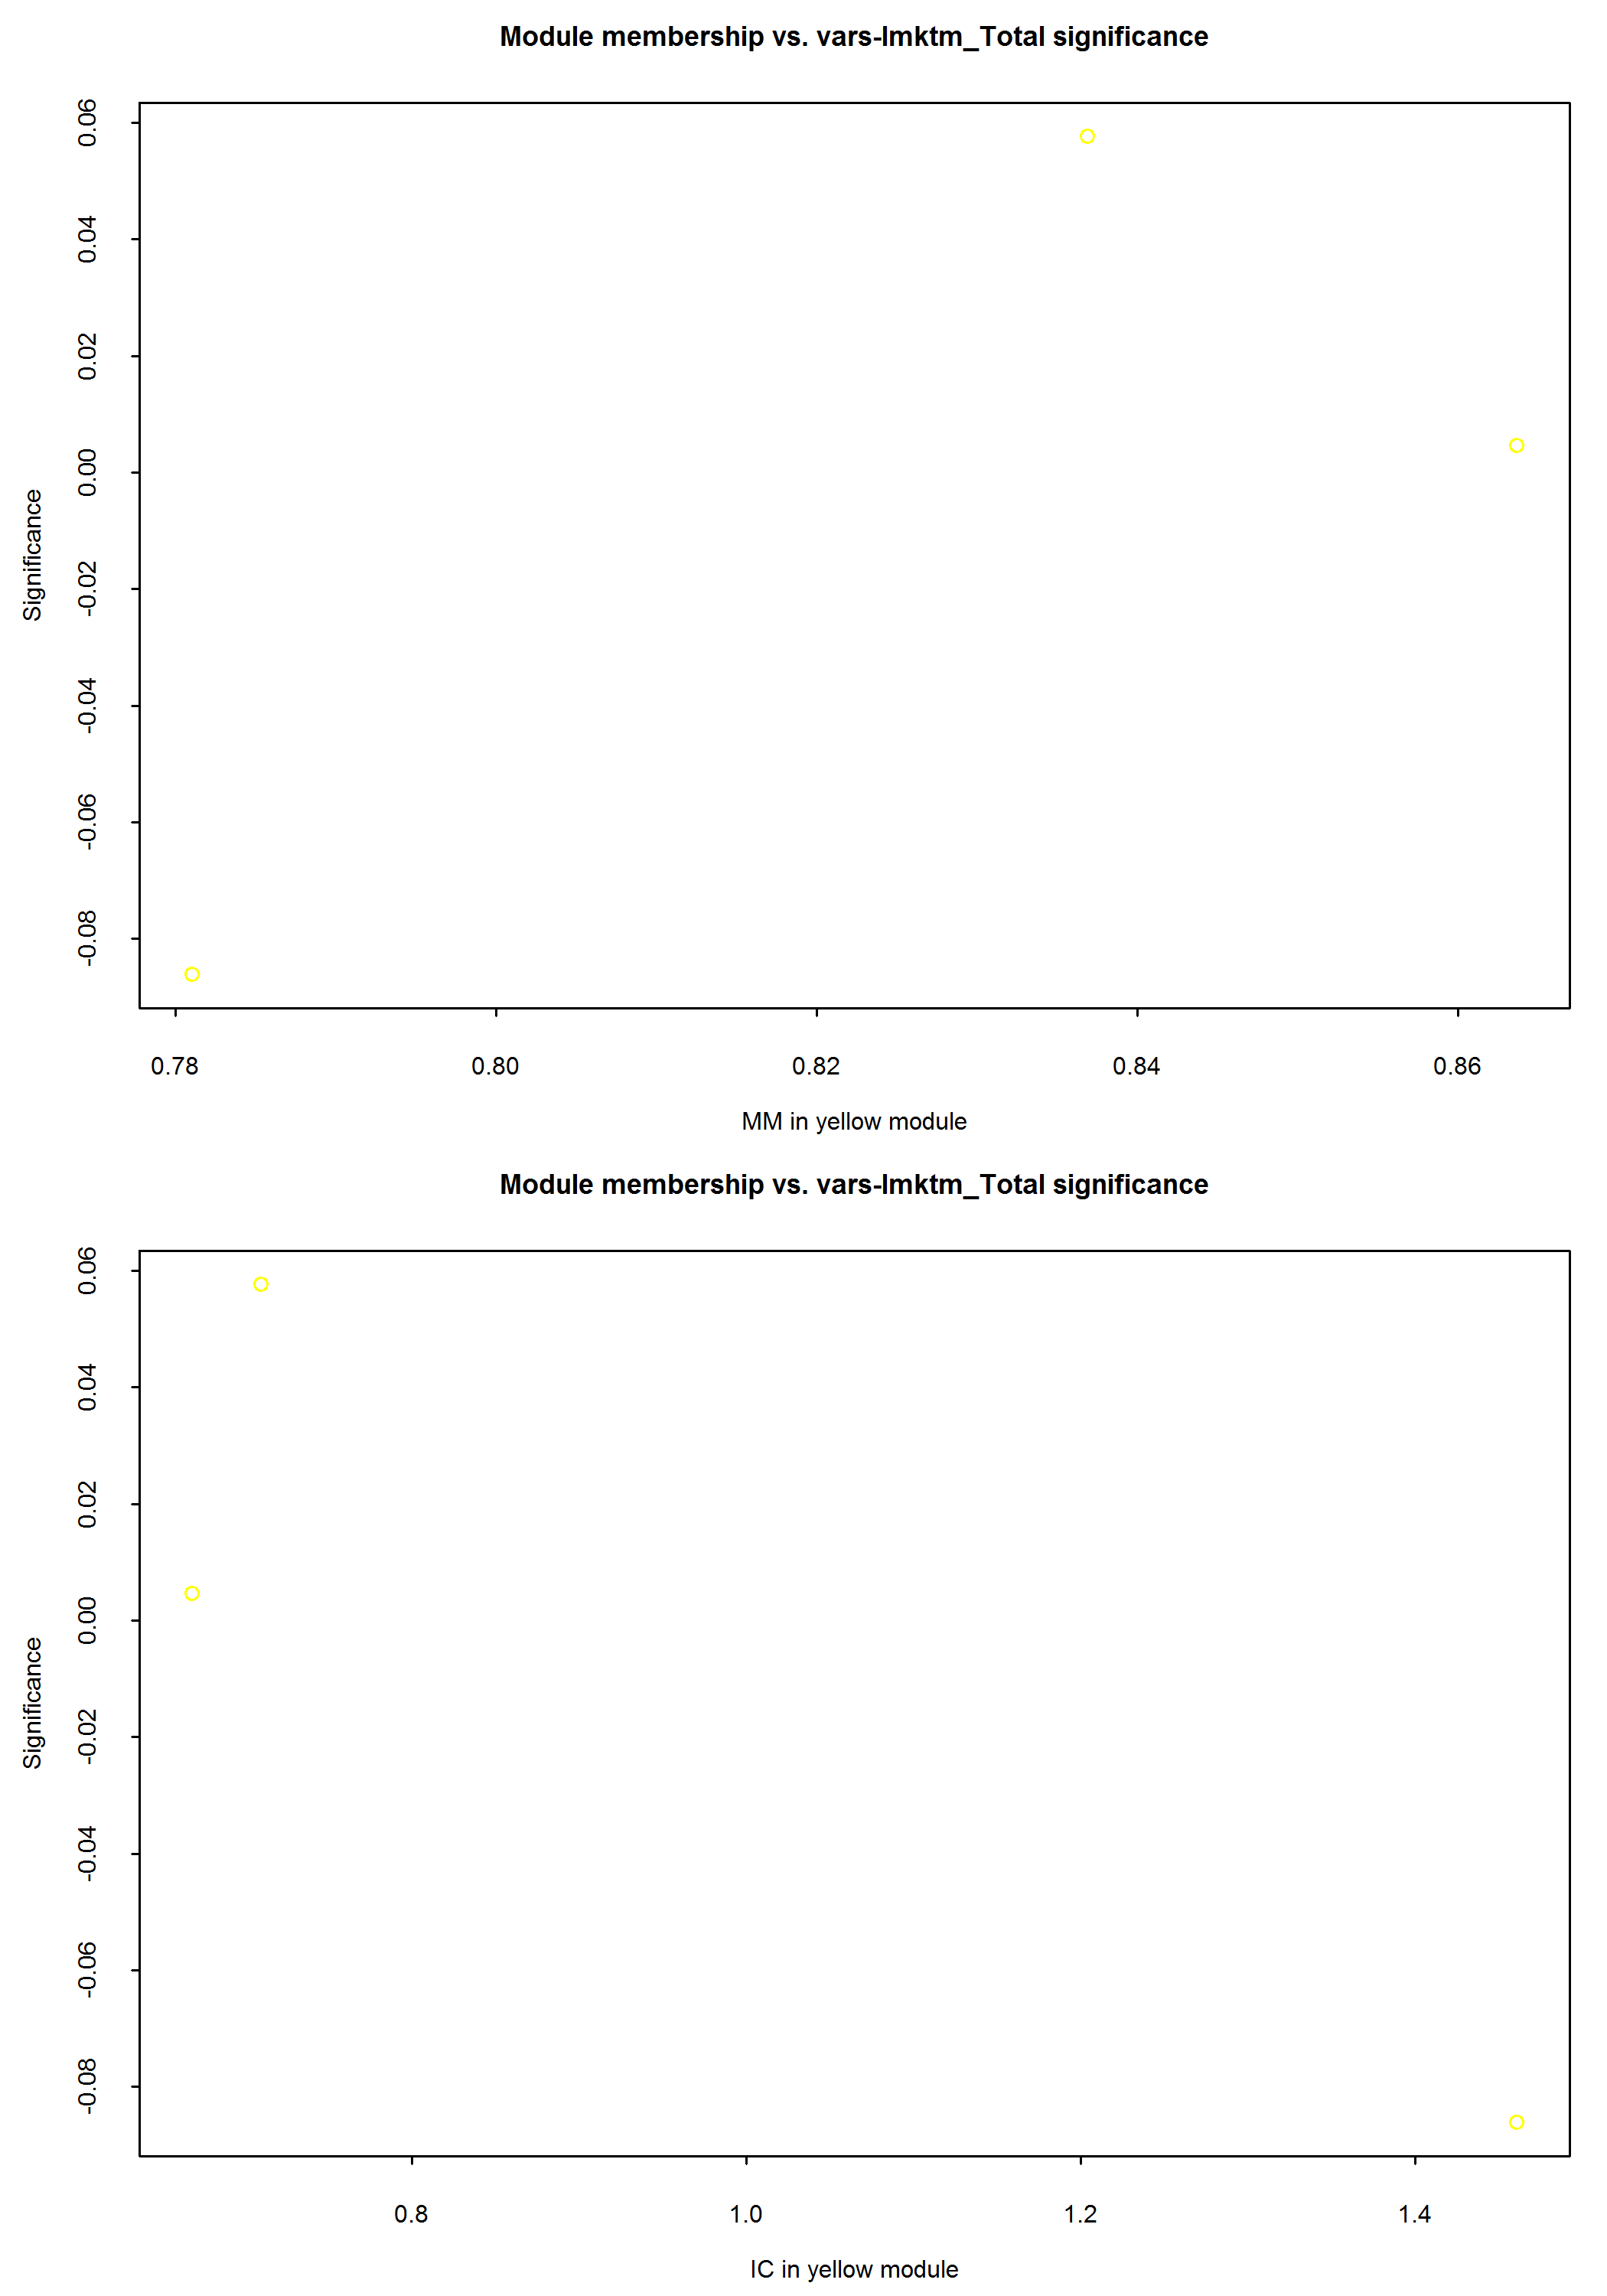 Module membership vs. vars-lmktm_Total significance
0.06
0.04
0.02
0.00
-0.02
-0.04
-0.06
-0.08
Significance
0.78 0.80 0.82 0.84 0.86
MM in yellow module
Module membership vs. vars-lmktm_Total significance
0.06
0.04
0.02
0.00
-0.02
-0.04
-0.06
-0.08
Significance
0.8 1.0 1.2 1.4
IC in yellow module